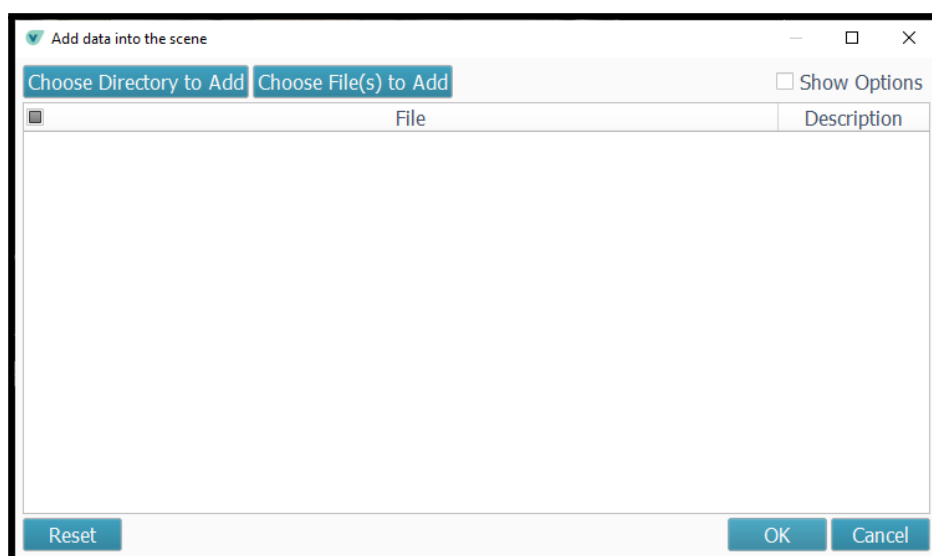 Add data into the scene
Choose Directory to Add Choose File(s) to Add Show Options
File Description
Reset OK Cancel